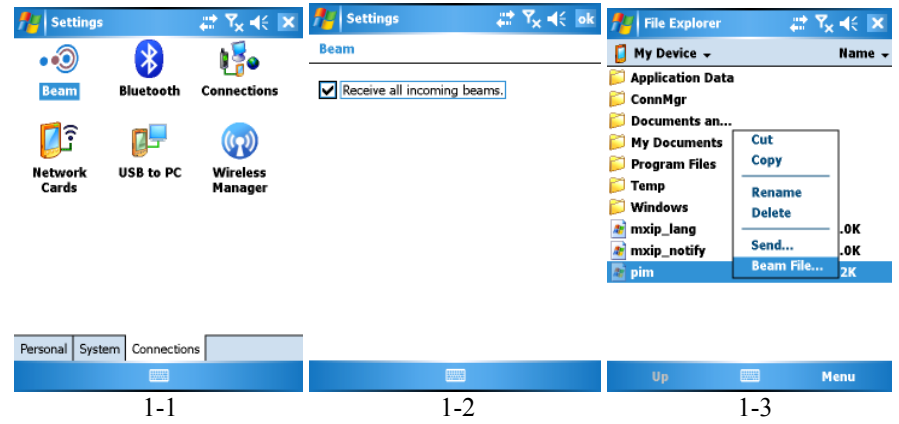 Settings
Beam
Bluetooth
Connections
Network Cards
USB to PC
Wireless Manager
Personal
System
Connections
1-1
Settings
ok
Beam
Receive all incoming beams.
1-2
File Explorer
My Device
Name
Application Data
ConnMgr
Documents an...
My Documents
Program Files
Temp
Windows
mxip_lang
.0K
mxip_notify
.0K
pim
2K
Cut
Copy
Rename
Delete
Send...
Beam File...
Up
Menu
1-3